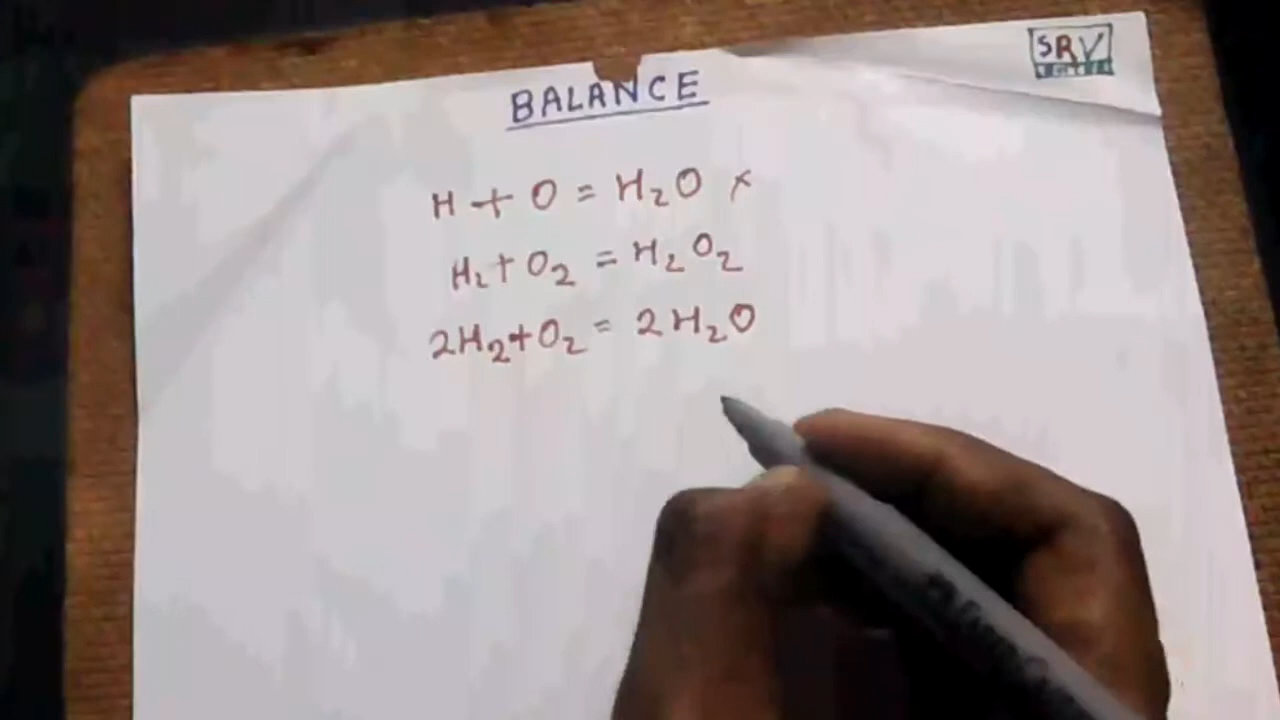 SRV
BALANCE
H + O = H₂O ×
H₂ + O₂ = H₂O₂
2H₂ + O₂ = 2H₂O